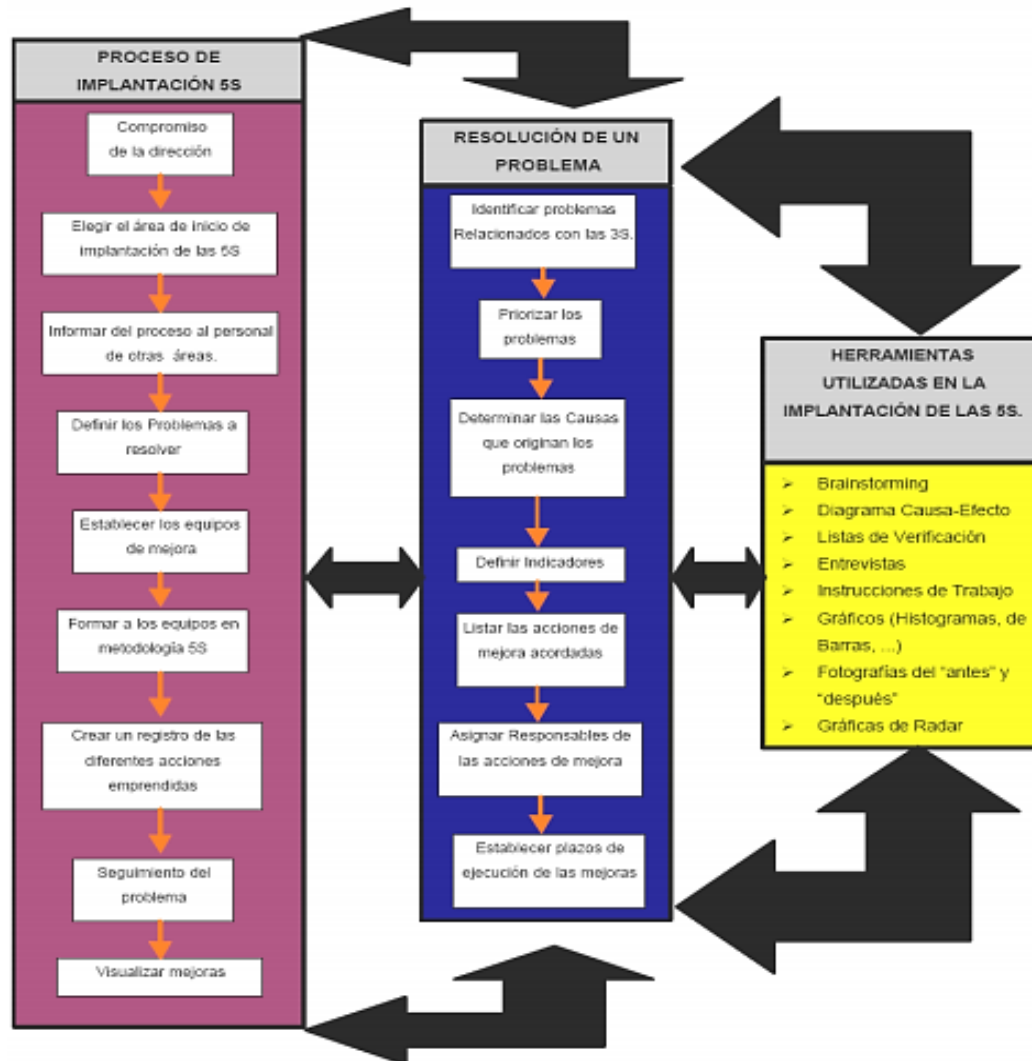 PROCESO DE
IMPLANTACIÓN 5S
Compromiso
de la dirección
Elegir el área de inicio de
implantación de las 5S
Informar del proceso al personal
de otras áreas.
Definir los Problemas a
resolver
Establecer los equipos
de mejora
Formar a los equipos en
metodología 5S
Crear un registro de las
diferentes acciones
emprendidas
Seguimiento del
problema
Visualizar mejoras
RESOLUCIÓN DE UN
PROBLEMA
Identificar problemas
Relacionados con las 3S.
Priorizar los
problemas
Determinar las Causas
que originan los
problemas
Definir Indicadores
Listar las acciones de
mejora acordadas
Asignar Responsables de
las acciones de mejora
Establecer plazos de
ejecución de las mejoras
HERRAMIENTAS
UTILIZADAS EN LA
IMPLANTACIÓN DE LAS 5S.
➢ Brainstorming
➢ Diagrama Causa-Efecto
➢ Listas de Verificación
➢ Entrevistas
➢ Instrucciones de Trabajo
➢ Gráficos (Histogramas, de
Barras, ...)
➢ Fotografías del "antes" y
"después"
➢ Gráficas de Radar